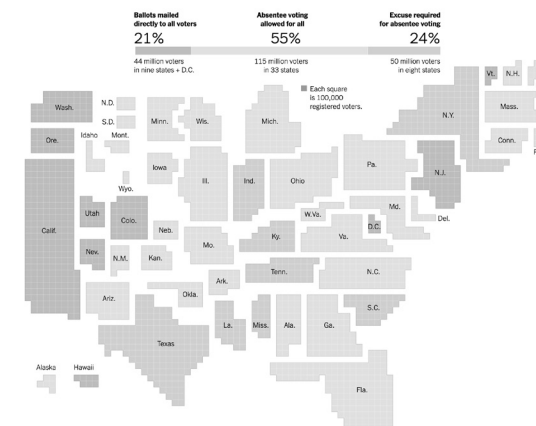 Ballots mailed
directly to all voters
21%
44 million voters
in nine states + D.C.
Absentee voting
allowed for all
55%
115 million voters
in 33 states
Excuse required
for absentee voting
24%
50 million voters
in eight states
Each square
is 100,000
registered voters.
Wash.
N.D.
S.D.
Minn.
Wis.
Mich.
N.Y.
Vt.
N.H.
Mass.
Conn.
Ore.
Idaho
Mont.
Wyo.
Iowa
Ill.
Ind.
Ohio
Pa.
N.J.
Calif.
Utah
Colo.
Neb.
Mo.
Ky.
W.Va.
Va.
Md.
D.C.
Del.
Nev.
N.M.
Kan.
Ark.
Tenn.
N.C.
Ariz.
Okla.
La.
Miss.
Ala.
Ga.
S.C.
Texas
Alaska
Hawaii
Fla.